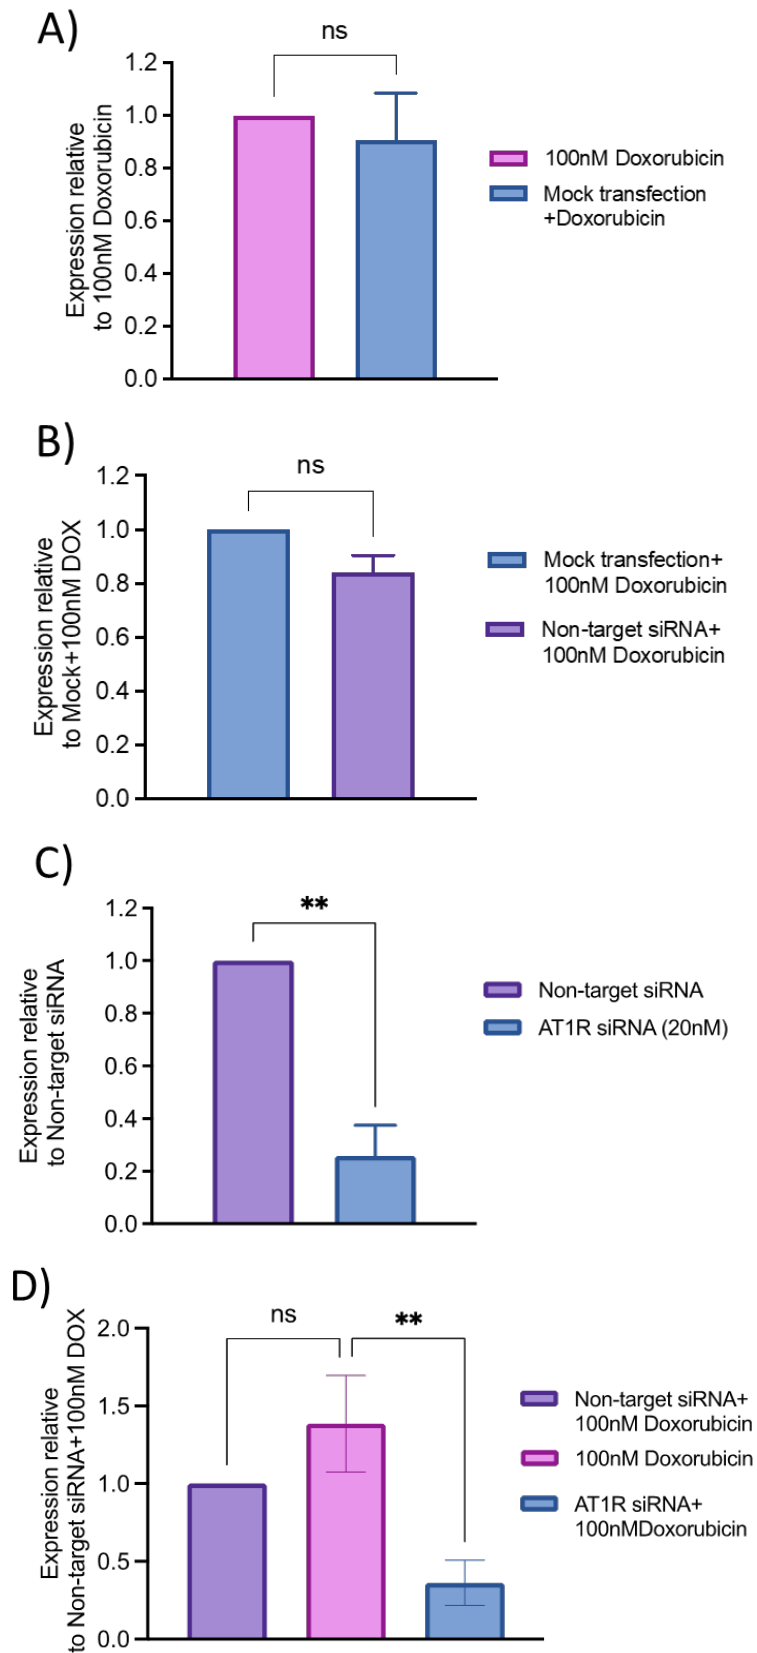 A)
ns
1.2
1.0
0.8
0.6
0.4
0.2
0.0
Expression relative
to 100nM Doxorubicin
100nM Doxorubicin
Mock transfection
+Doxorubicin
B)
ns
1.2
1.0
0.8
0.6
0.4
0.2
0.0
Expression relative
to Mock+100nM DOX
Mock transfection+
100nM Doxorubicin
Non-target siRNA+
100nM Doxorubicin
C)
**
1.2
1.0
0.8
0.6
0.4
0.2
0.0
Expression relative
to Non-target siRNA
Non-target siRNA
AT1R siRNA (20nM)
D)
ns
**
2.0
1.5
1.0
0.5
0.0
Expression relative
to Non-target siRNA+100nM DOX
Non-target siRNA+
100nM Doxorubicin
100nM Doxorubicin
AT1R siRNA+
100nMDoxorubicin